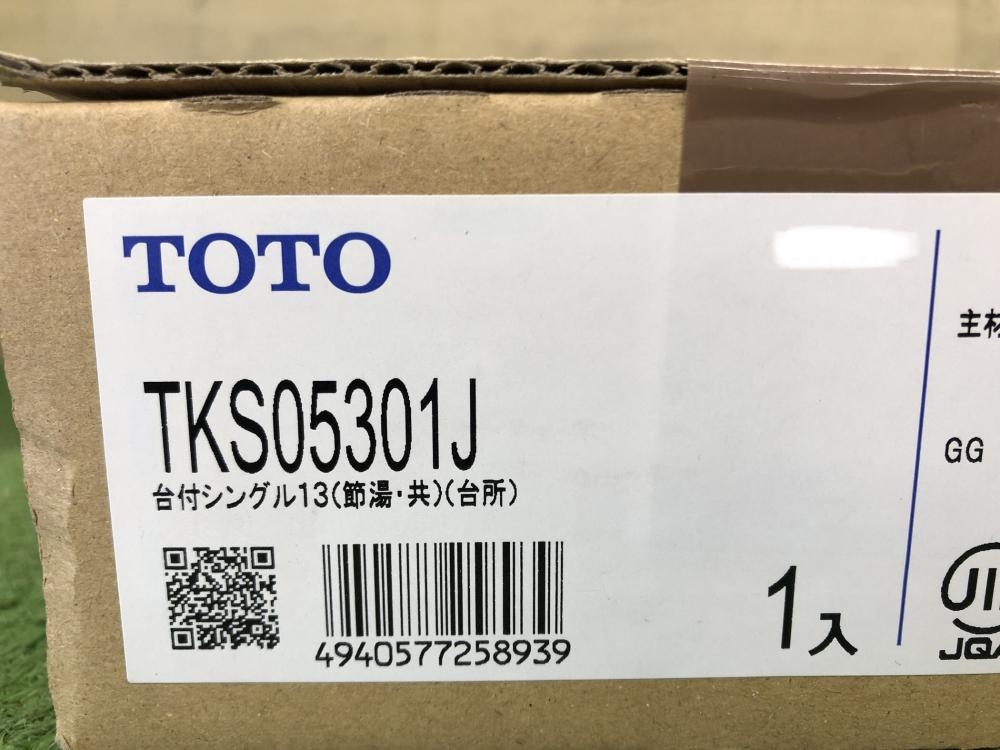 TOTO
TKS05301J
台付シングル13(節湯・共)(台所)
4940577258939
1入
主材
GG
JQA